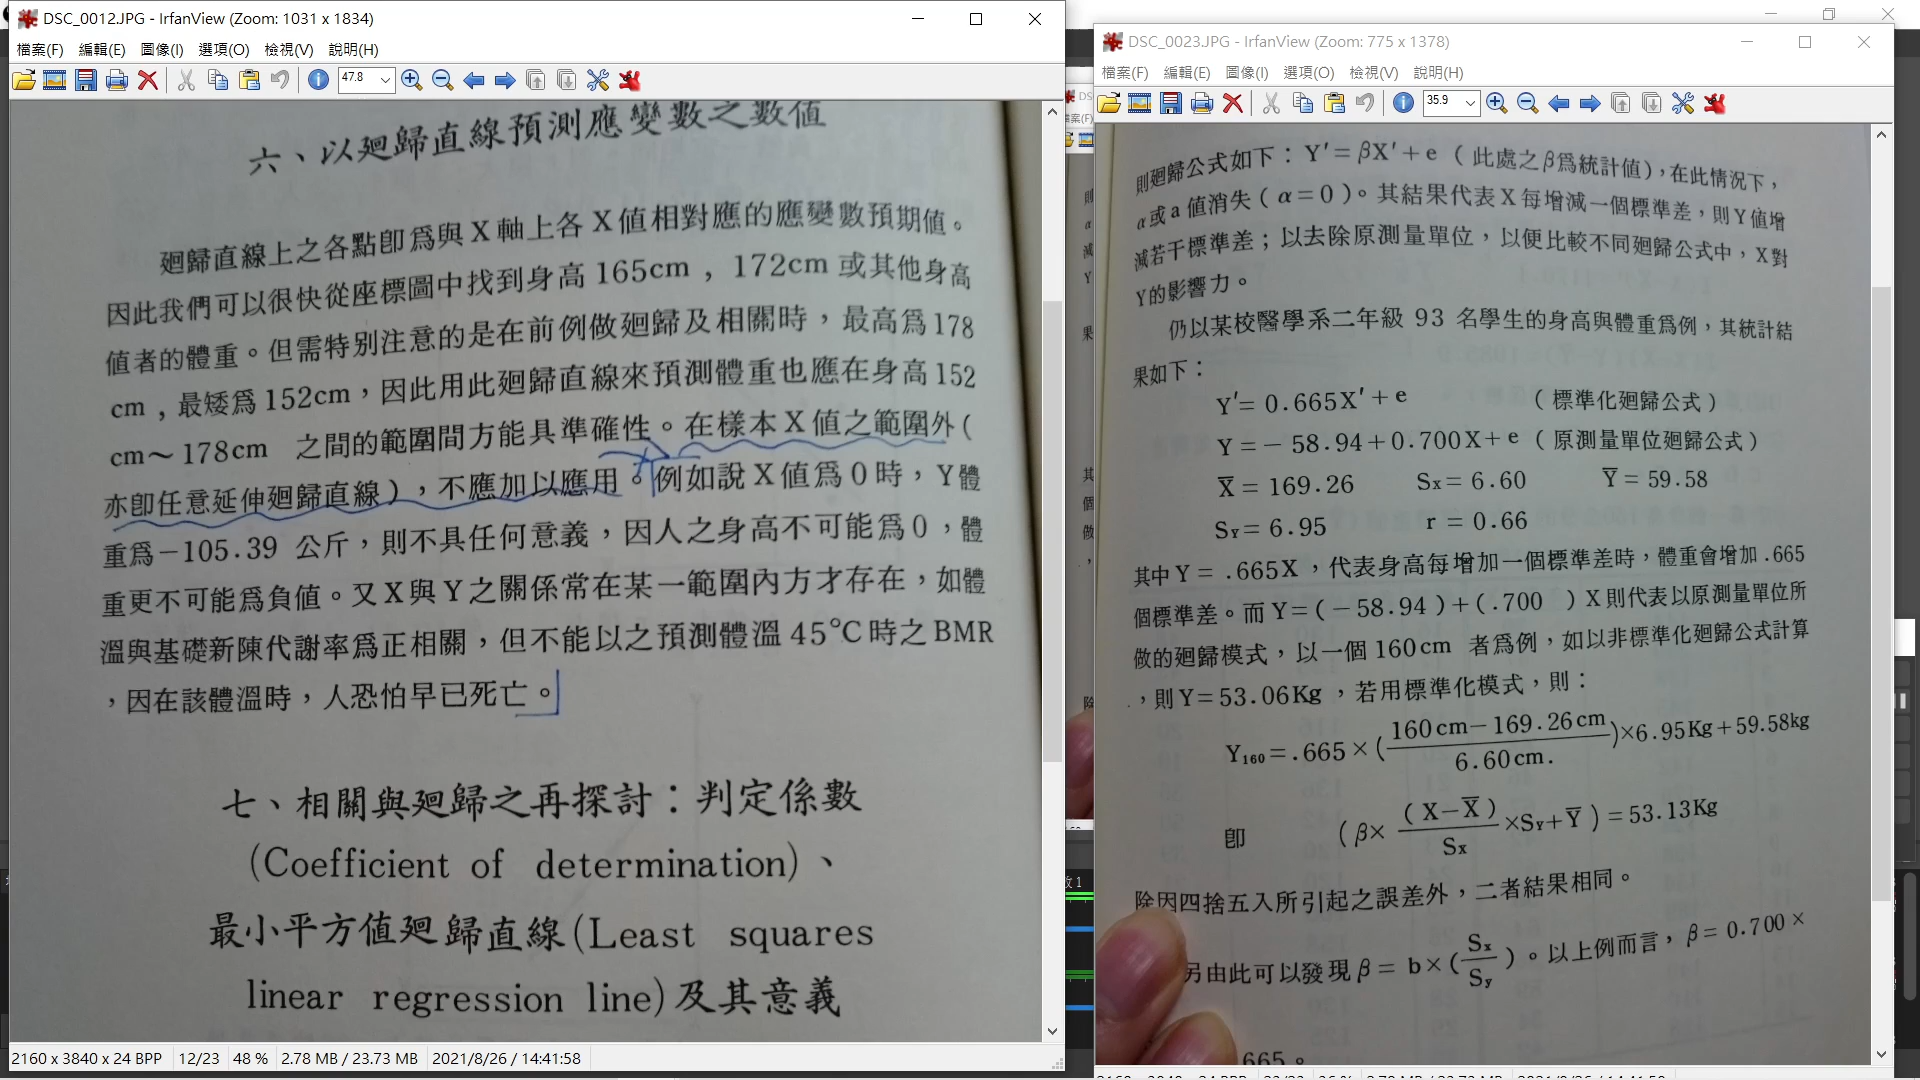 DSC_0012.JPG - IrfanView (Zoom: 1031 x 1834)
檔案(F) 編輯(E) 圖像(I) 選項(O) 檢視(V) 說明(H)
47.8
六、以廻歸直線預測應變數之數值
廻歸直線上之各點卽爲與X軸上各X值相對應的應變數預期值。
因此我們可以很快從座標圖中找到身高165cm，172cm或其他身高
值者的體重。但需特別注意的是在前例做廻歸及相關時，最高爲178
cm，最矮爲152cm，因此用此廻歸直線來預測體重也應在身高152
cm～178cm 之間的範圍間方能具準確性。在樣本X值之範圍外（
亦卽任意延伸廻歸直線），不應加以應用。例如說X值爲0時，Y體
重爲－105.39 公斤，則不具任何意義，因人之身高不可能爲0，體
重更不可能爲負值。又X與Y之關係常在某一範圍內方才存在，如體
溫與基礎新陳代謝率爲正相關，但不能以之預測體溫45℃時之BMR
，因在該體溫時，人恐怕早已死亡。
七、相關與廻歸之再探討：判定係數
(Coefficient of determination)、
最小平方值廻歸直線(Least squares
linear regression line)及其意義
2160 x 3840 x 24 BPP 12/23 48 % 2.78 MB / 23.73 MB 2021/8/26 / 14:41:58
DSC_0023.JPG - IrfanView (Zoom: 775 x 1378)
檔案(F) 編輯(E) 圖像(I) 選項(O) 檢視(V) 說明(H)
35.9
則廻歸公式如下：Y′＝βX′＋e（此處之β爲統計值），在此情況下，
α或a值消失（α＝0）。其結果代表X每增減一個標準差，則Y值增
減若干標準差；以去除原測量單位，以便比較不同廻歸公式中，X對
Y的影響力。
仍以某校醫學系二年級 93 名學生的身高與體重爲例，其統計結
果如下：
Y′＝0.665X′＋e （標準化廻歸公式）
Y＝－58.94＋0.700X＋e （原測量單位廻歸公式）
X̅＝169.26 Sx＝6.60 Y̅＝59.58
SY＝6.95 r＝0.66
其中Y＝.665X，代表身高每增加一個標準差時，體重會增加.665
個標準差。而Y＝(－58.94)＋(.700 )X則代表以原測量單位所
做的廻歸模式，以一個160cm 者爲例，如以非標準化廻歸公式計算
，則Y＝53.06Kg，若用標準化模式，則：
Y₁₆₀＝.665×(160cm－169.26cm / 6.60cm.)×6.95Kg＋59.58kg
卽 (β× (X－X̅) / Sx ×SY＋Y̅)＝53.13Kg
除因四捨五入所引起之誤差外，二者結果相同。
另由此可以發現β＝b×(Sx/Sy)。以上例而言，β＝0.700×
665。